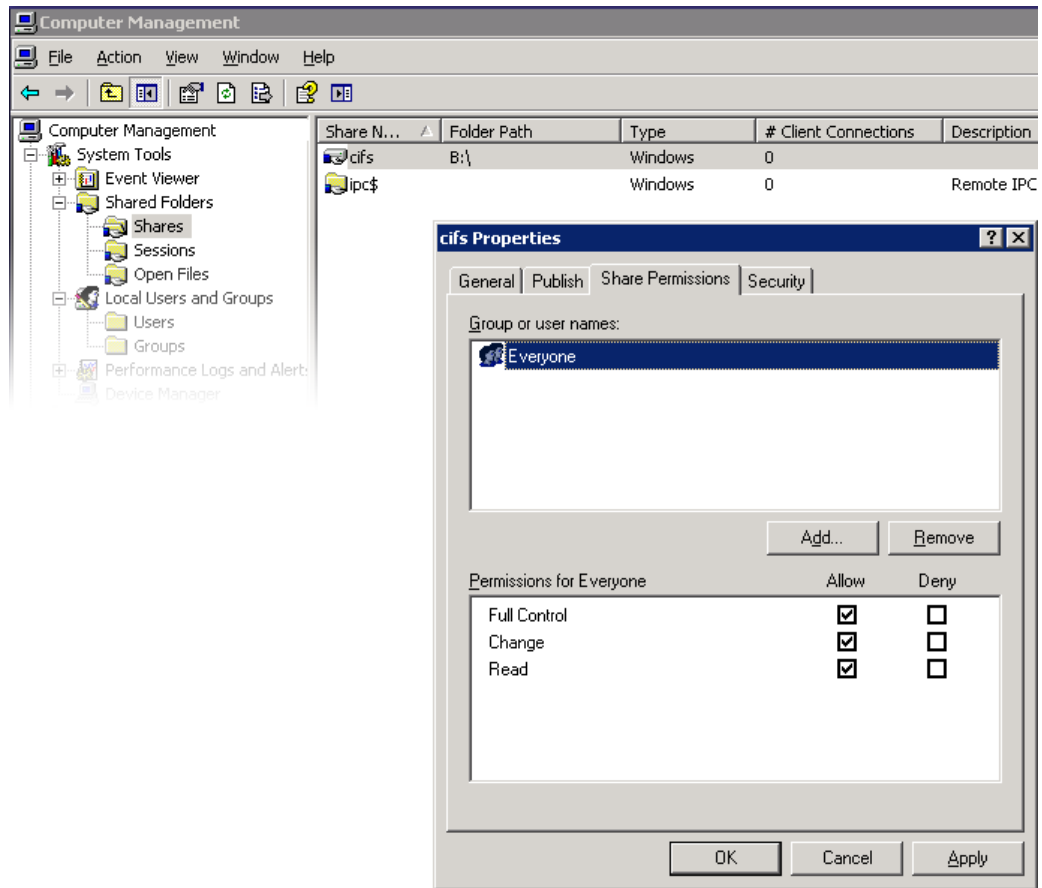 Computer Management
File Action View Window Help
Computer Management
System Tools
Event Viewer
Shared Folders
Shares
Sessions
Open Files
Local Users and Groups
Users
Groups
Performance Logs and Alerts
Device Manager
Share N... Folder Path Type # Client Connections Description
cifs B:\ Windows 0
ipc$ Windows 0 Remote IPC
cifs Properties
General Publish Share Permissions Security
Group or user names:
Everyone
Add... Remove
Permissions for Everyone Allow Deny
Full Control
Change
Read
OK Cancel Apply